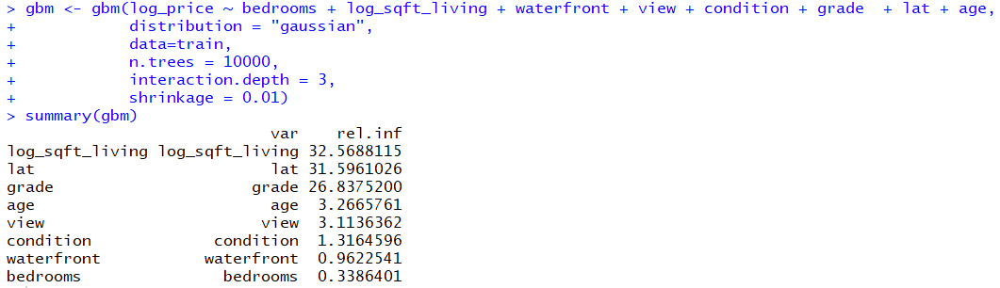 > gbm <- gbm(log_price ~ bedrooms + log_sqft_living + waterfront + view + condition + grade  + lat + age,
+            distribution = "gaussian",
+            data=train,
+            n.trees = 10000,
+            interaction.depth = 3,
+            shrinkage = 0.01)
> summary(gbm)
                            var    rel.inf
log_sqft_living log_sqft_living 32.5688115
lat                         lat 31.5961026
grade                     grade 26.8375200
age                         age  3.2665761
view                       view  3.1136362
condition             condition  1.3164596
waterfront           waterfront  0.9622541
bedrooms               bedrooms  0.3386401